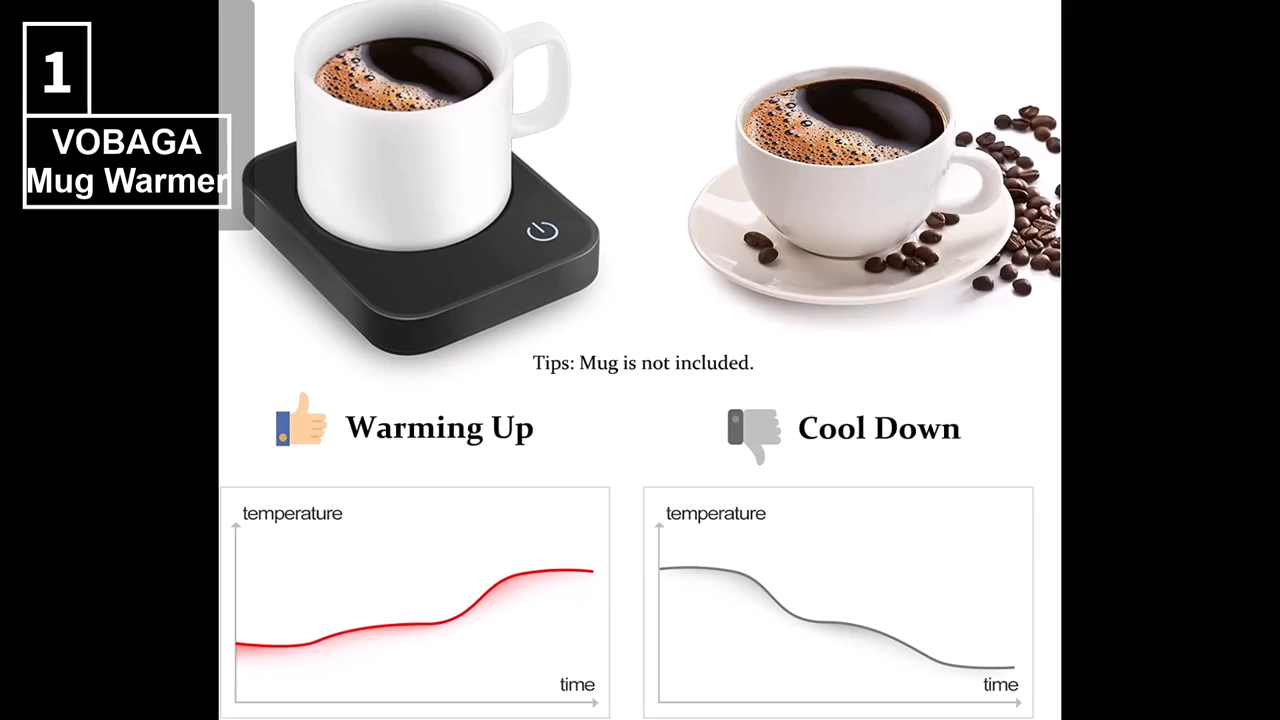 1
VOBAGA
Mug Warmer
Tips: Mug is not included.
Warming Up
Cool Down
temperature
time
temperature
time